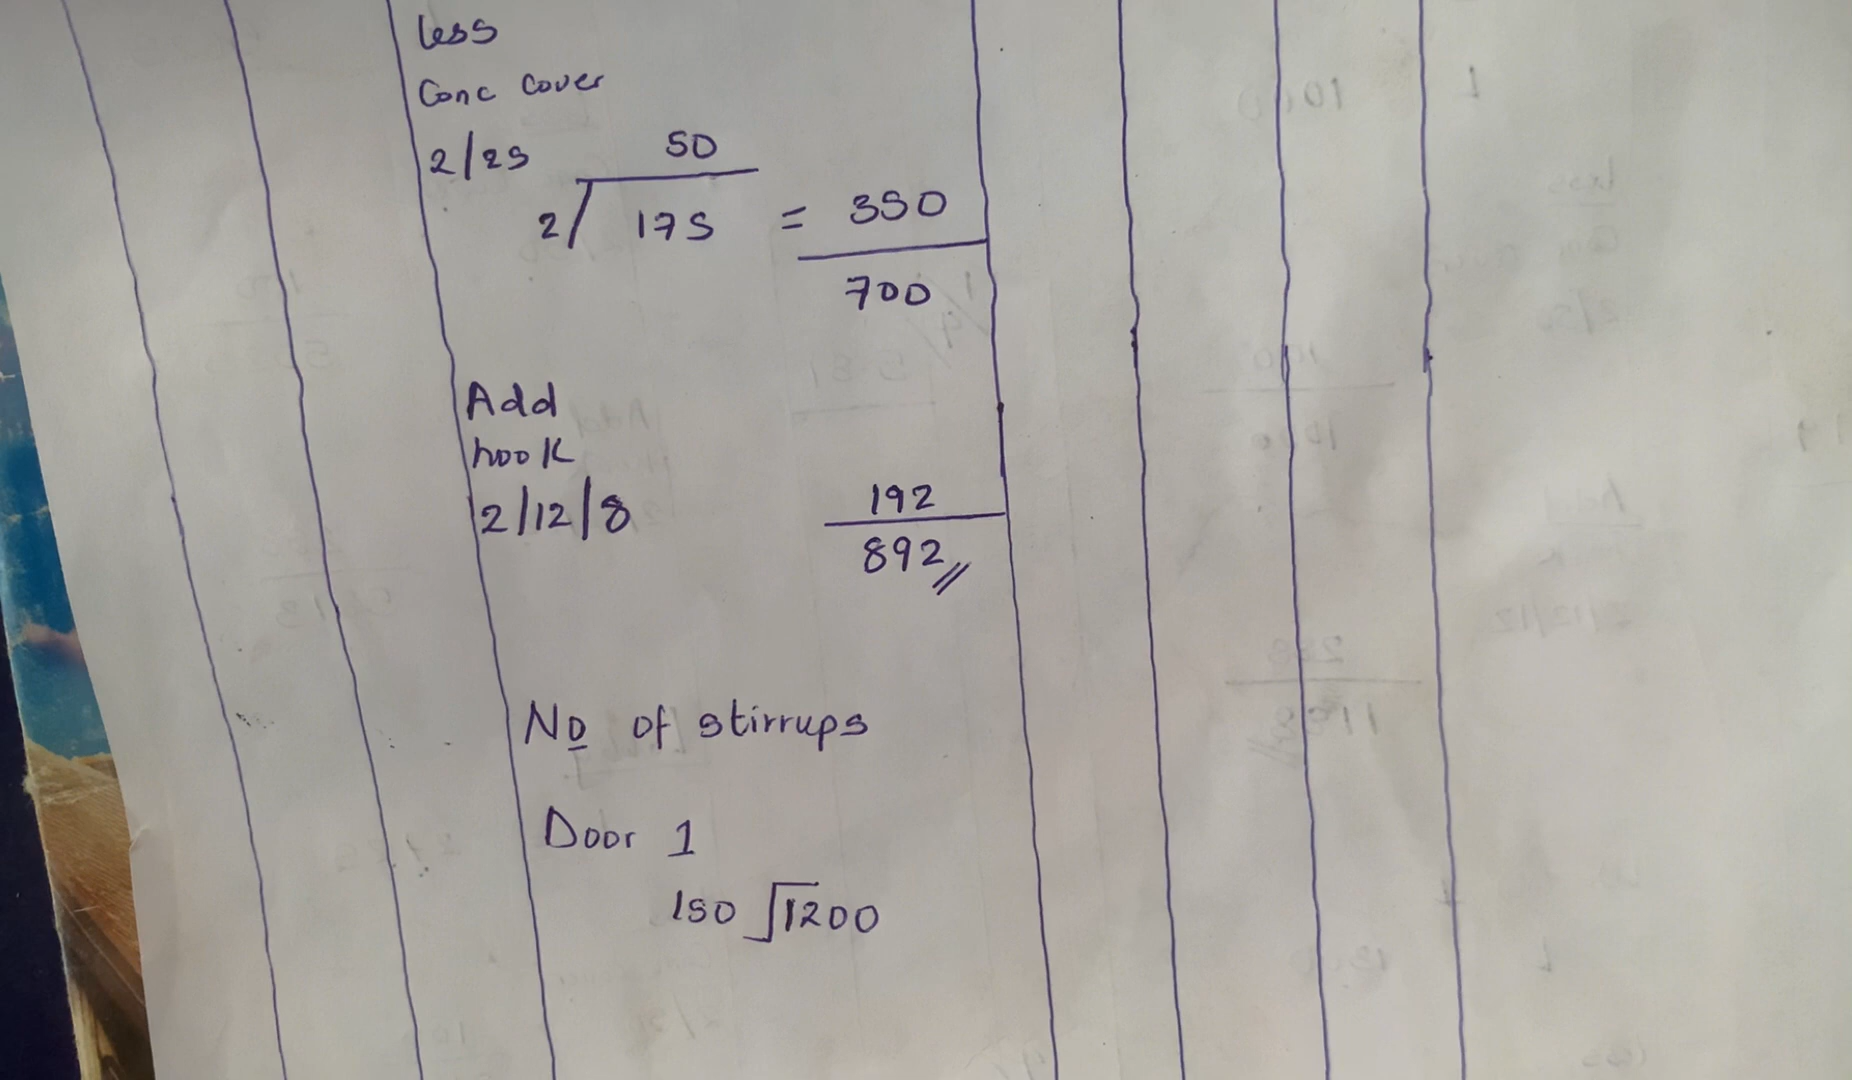 Less
Conc cover
2/25 50
2/ 175 = 350
700
Add
hook
2/12/8 192
892
No of stirrups
Door 1
150 √1200